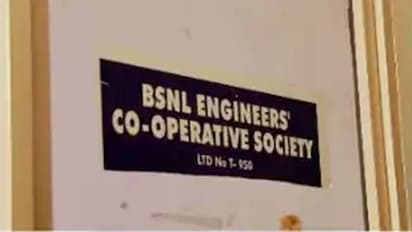 BSNL ENGINEERS'
CO-OPERATIVE SOCIETY
LTD No T- 950